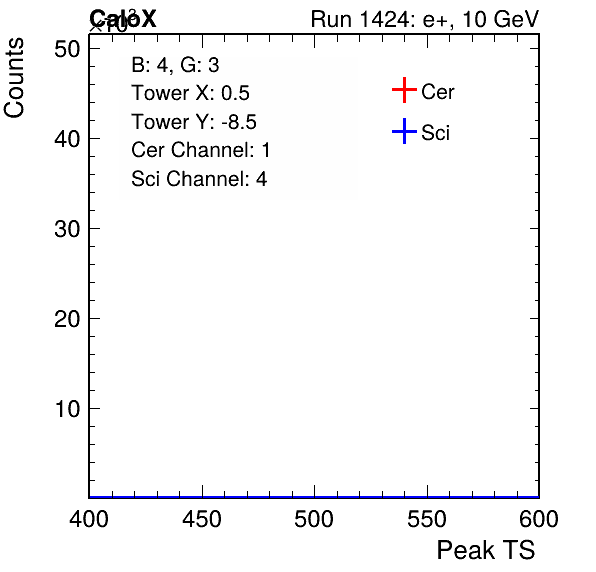 CaloX Run 1424: e+, 10 GeV
×10³
Counts
50
40
30
20
10
B: 4, G: 3
Tower X: 0.5
Tower Y: -8.5
Cer Channel: 1
Sci Channel: 4
Cer
Sci
400 450 500 550 600
Peak TS